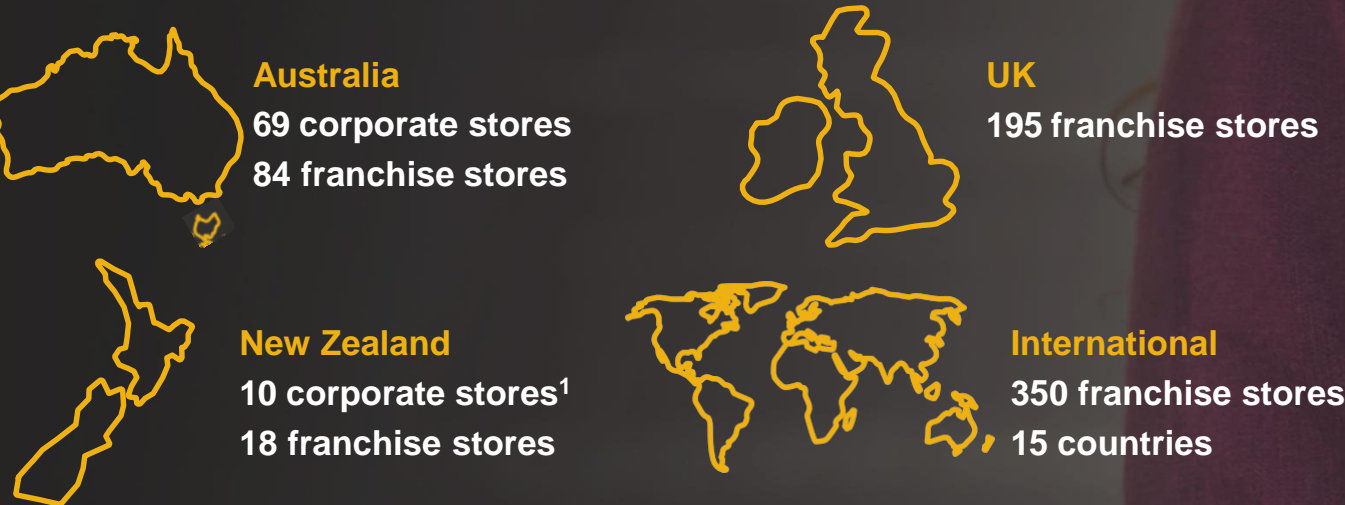 Australia
69 corporate stores
84 franchise stores
UK
195 franchise stores
New Zealand
10 corporate stores¹
18 franchise stores
International
350 franchise stores
15 countries